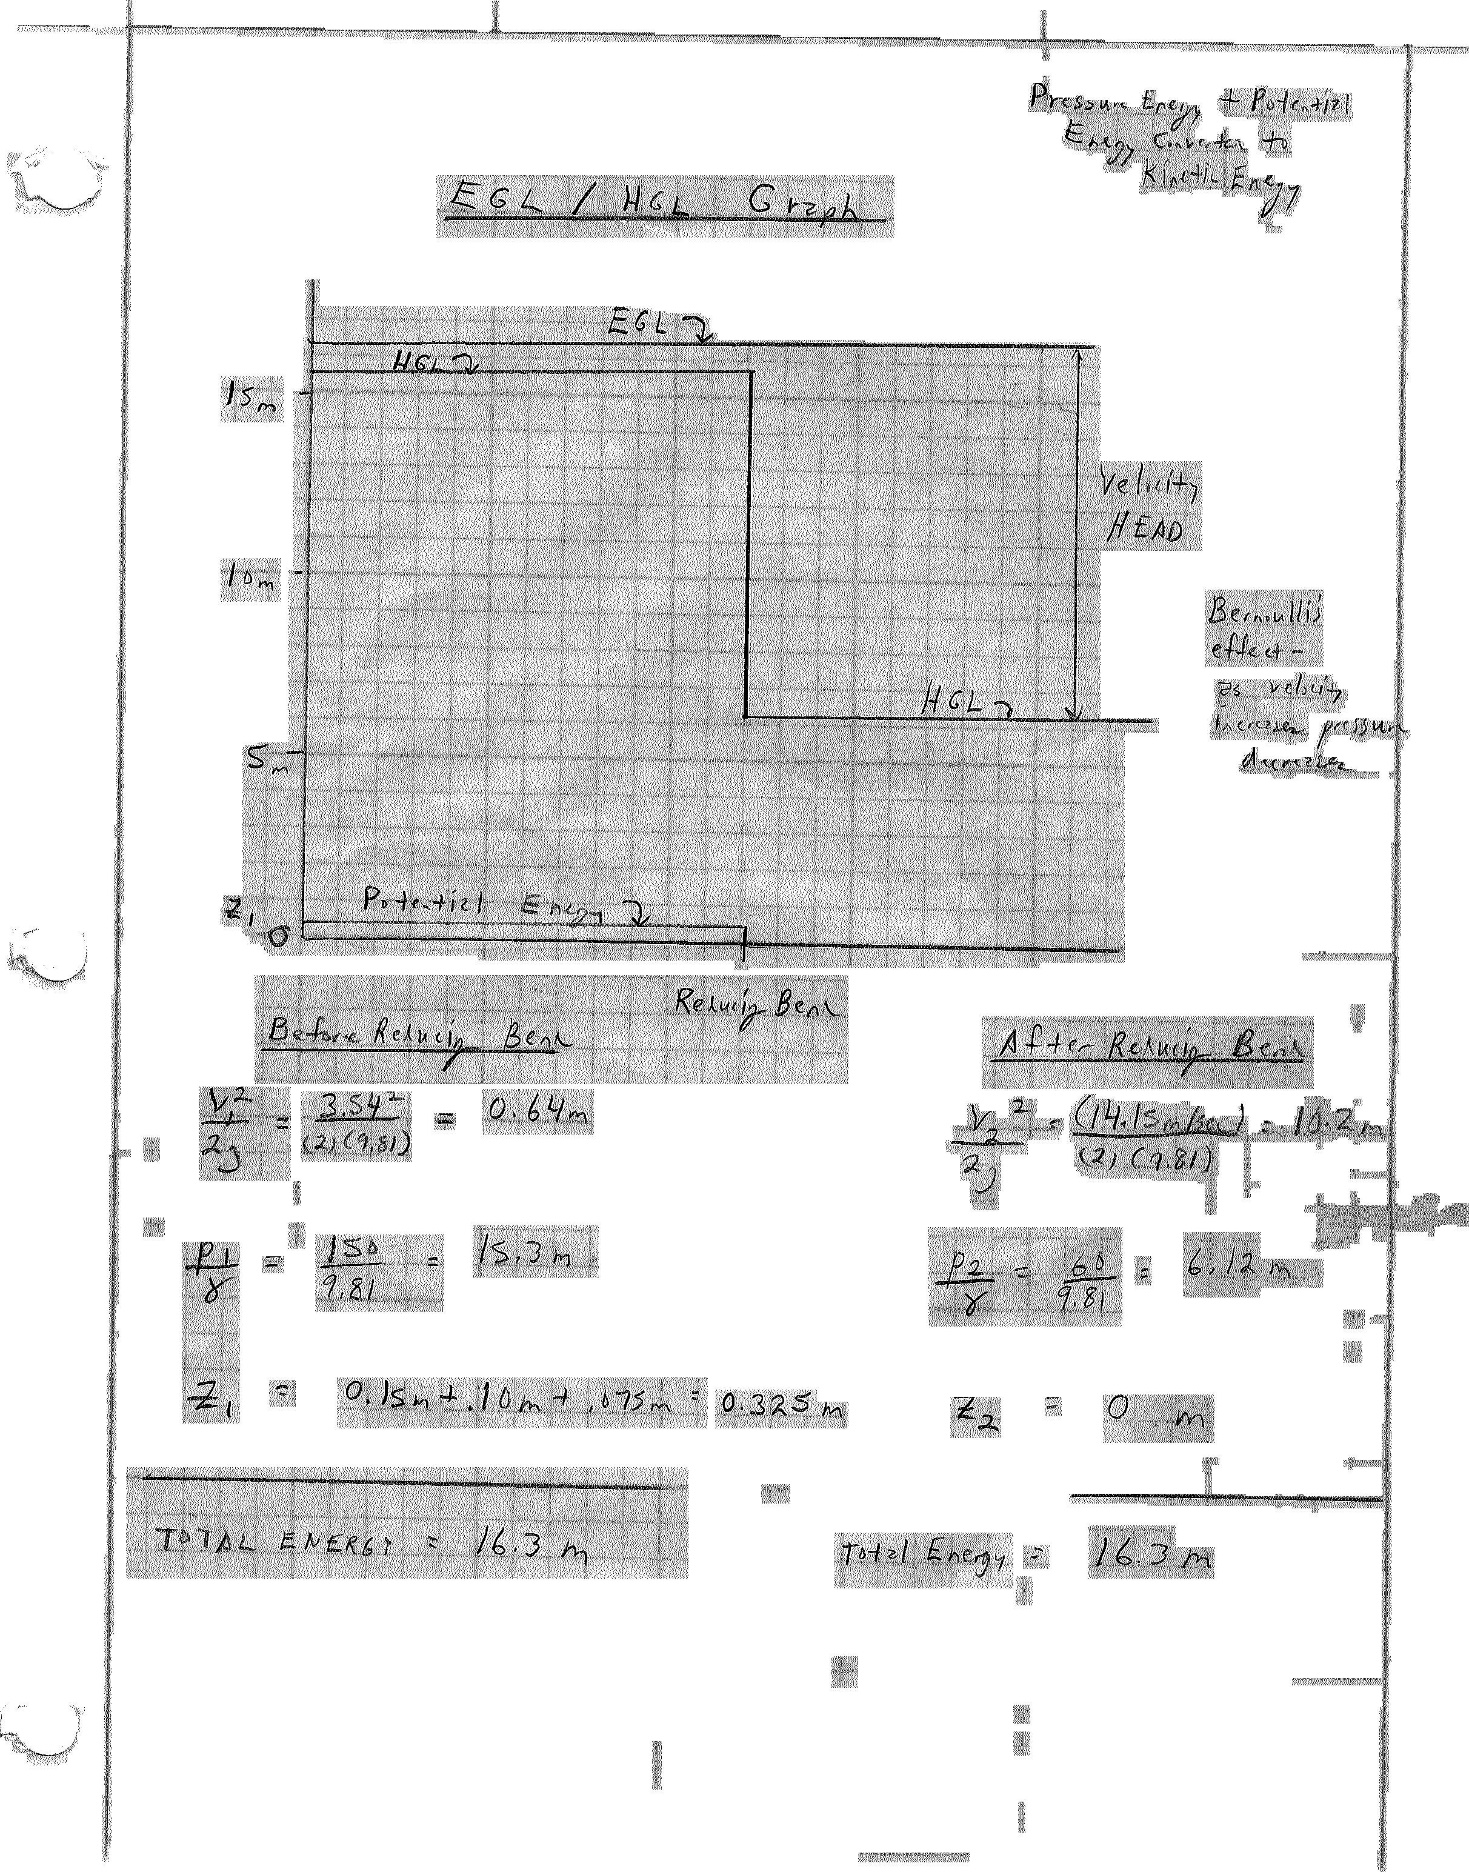 Pressure Energy + Potential
Energy Converter to
Kinetic Energy
EGL / HGL Graph
EGL
HGL
15m
Velocity
HEAD
10m
Bernoulli's
effect -
as velocity
increases pressure
decreases
HGL
5m
Potential Energy
Z₁
0
Reducing Bend
Before Reducing Bend
After Reducing Bend
V₁²/2g = 3.54²/(2)(9.81) = 0.64m
V₂²/2g = (14.15m/sec)/(2)(9.81) = 10.2m
P1/γ = 150/9.81 = 15.3m
P2/γ = 60/9.81 = 6.12m
Z₁ = 0.15m + .10m + .075m = 0.325m
Z₂ = 0 m
TOTAL ENERGY = 16.3 m
Total Energy = 16.3 m